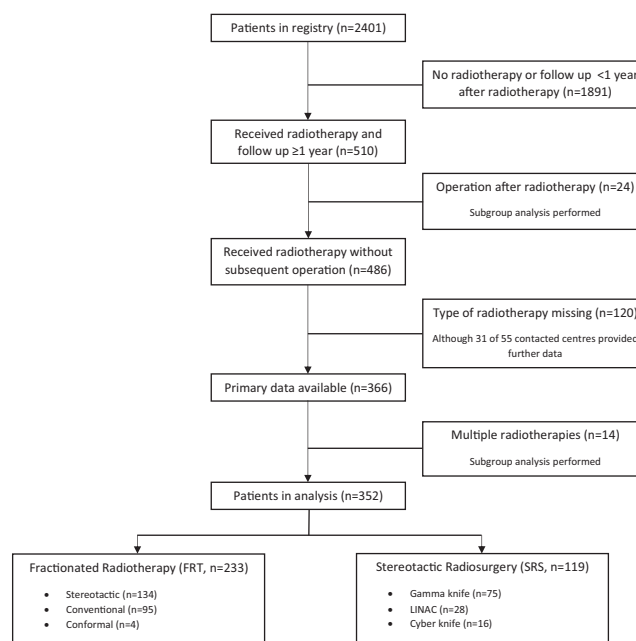 Patients in registry (n=2401)
No radiotherapy or follow up <1 year
after radiotherapy (n=1891)
Received radiotherapy and
follow up ≥1 year (n=510)
Operation after radiotherapy (n=24)
Subgroup analysis performed
Received radiotherapy without
subsequent operation (n=486)
Type of radiotherapy missing (n=120)
Although 31 of 55 contacted centres provided
further data
Primary data available (n=366)
Multiple radiotherapies (n=14)
Subgroup analysis performed
Patients in analysis (n=352)
Fractionated Radiotherapy (FRT, n=233)
• Stereotactic (n=134)
• Conventional (n=95)
• Conformal (n=4)
Stereotactic Radiosurgery (SRS, n=119)
• Gamma knife (n=75)
• LINAC (n=28)
• Cyber knife (n=16)